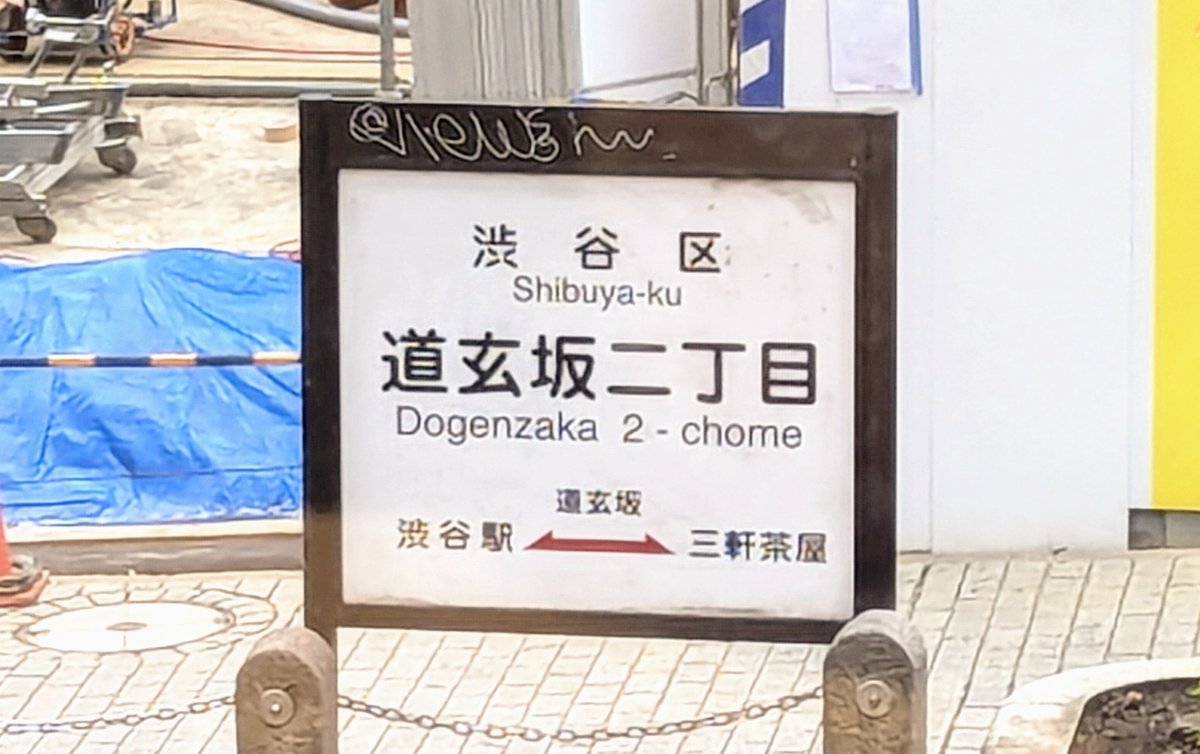 渋谷区
Shibuya-ku
道玄坂二丁目
Dogenzaka 2 - chome
道玄坂
渋谷駅 三軒茶屋